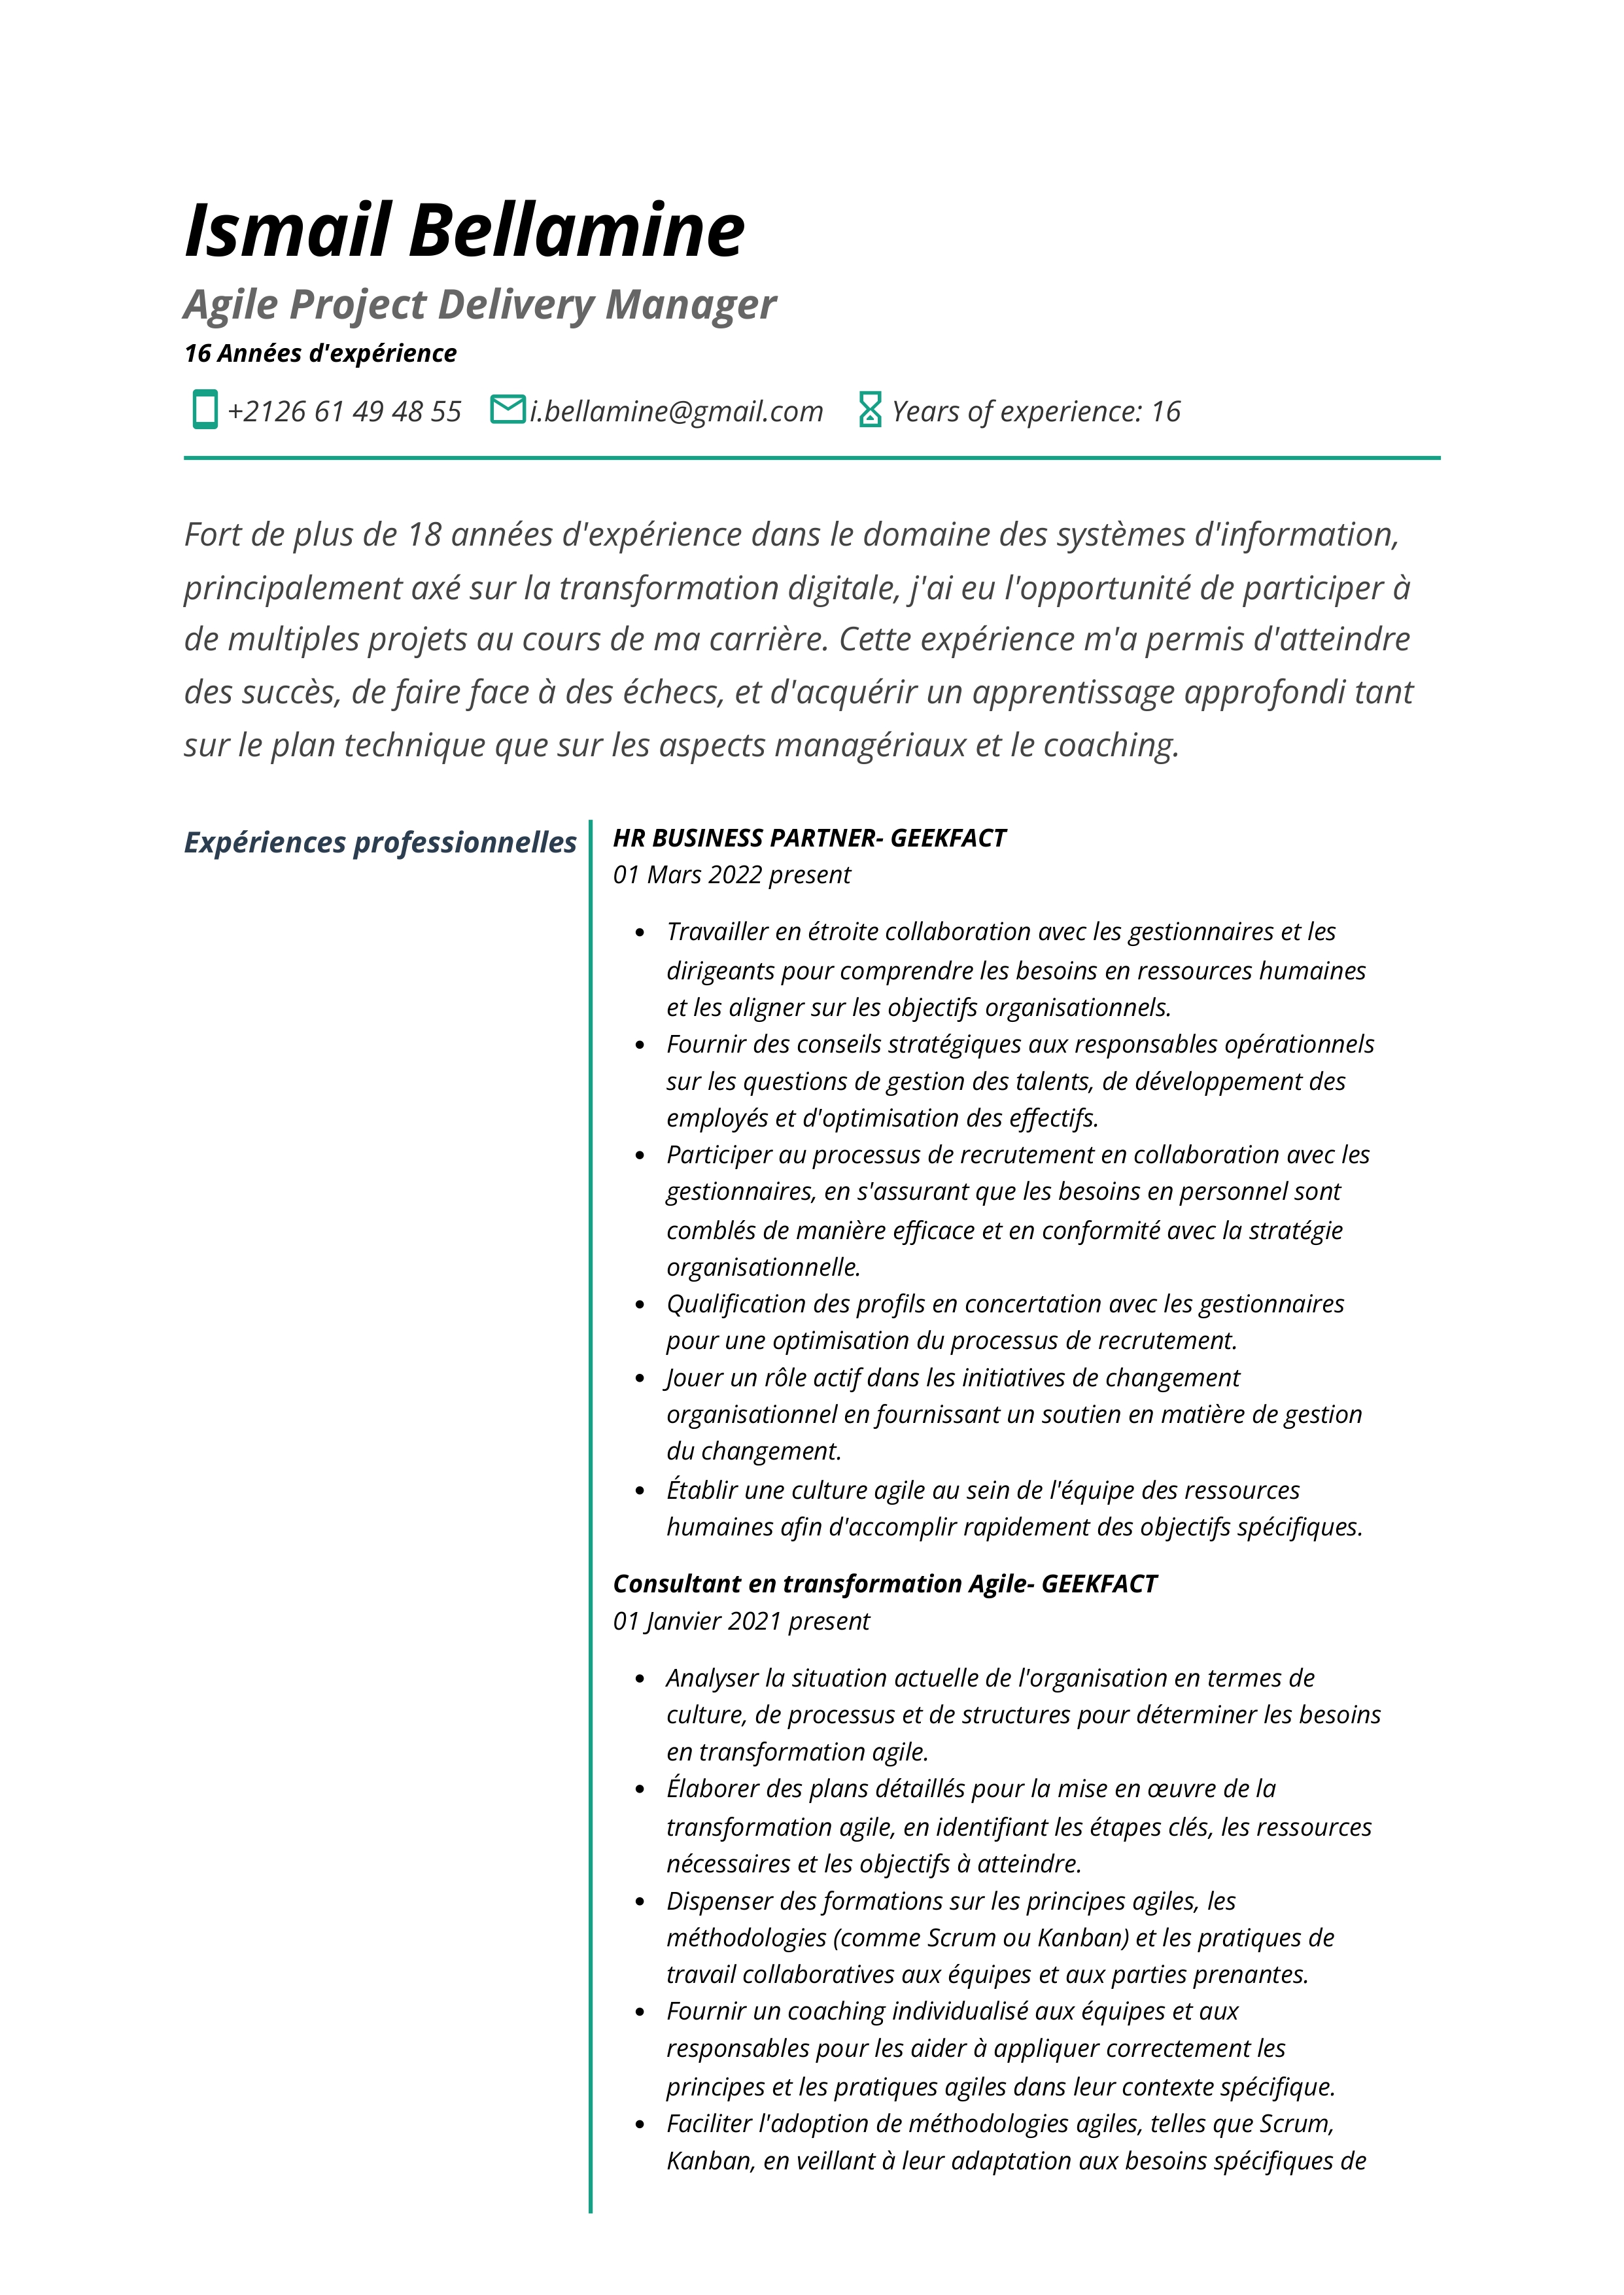 Ismail Bellamine
Agile Project Delivery Manager
16 Années d'expérience
+2126 61 49 48 55 i.bellamine@gmail.com Years of experience: 16
Fort de plus de 18 années d'expérience dans le domaine des systèmes d'information,
principalement axé sur la transformation digitale, j'ai eu l'opportunité de participer à
de multiples projets au cours de ma carrière. Cette expérience m'a permis d'atteindre
des succès, de faire face à des échecs, et d'acquérir un apprentissage approfondi tant
sur le plan technique que sur les aspects managériaux et le coaching.
Expériences professionnelles
HR BUSINESS PARTNER- GEEKFACT
01 Mars 2022 present
• Travailler en étroite collaboration avec les gestionnaires et les
dirigeants pour comprendre les besoins en ressources humaines
et les aligner sur les objectifs organisationnels.
• Fournir des conseils stratégiques aux responsables opérationnels
sur les questions de gestion des talents, de développement des
employés et d'optimisation des effectifs.
• Participer au processus de recrutement en collaboration avec les
gestionnaires, en s'assurant que les besoins en personnel sont
comblés de manière efficace et en conformité avec la stratégie
organisationnelle.
• Qualification des profils en concertation avec les gestionnaires
pour une optimisation du processus de recrutement.
• Jouer un rôle actif dans les initiatives de changement
organisationnel en fournissant un soutien en matière de gestion
du changement.
• Établir une culture agile au sein de l'équipe des ressources
humaines afin d'accomplir rapidement des objectifs spécifiques.
Consultant en transformation Agile- GEEKFACT
01 Janvier 2021 present
• Analyser la situation actuelle de l'organisation en termes de
culture, de processus et de structures pour déterminer les besoins
en transformation agile.
• Élaborer des plans détaillés pour la mise en œuvre de la
transformation agile, en identifiant les étapes clés, les ressources
nécessaires et les objectifs à atteindre.
• Dispenser des formations sur les principes agiles, les
méthodologies (comme Scrum ou Kanban) et les pratiques de
travail collaboratives aux équipes et aux parties prenantes.
• Fournir un coaching individualisé aux équipes et aux
responsables pour les aider à appliquer correctement les
principes et les pratiques agiles dans leur contexte spécifique.
• Faciliter l'adoption de méthodologies agiles, telles que Scrum,
Kanban, en veillant à leur adaptation aux besoins spécifiques de